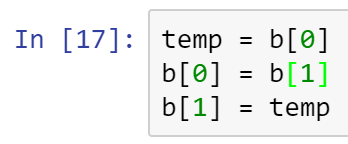 In [17]: temp = b[0]
b[0] = b[1]
b[1] = temp